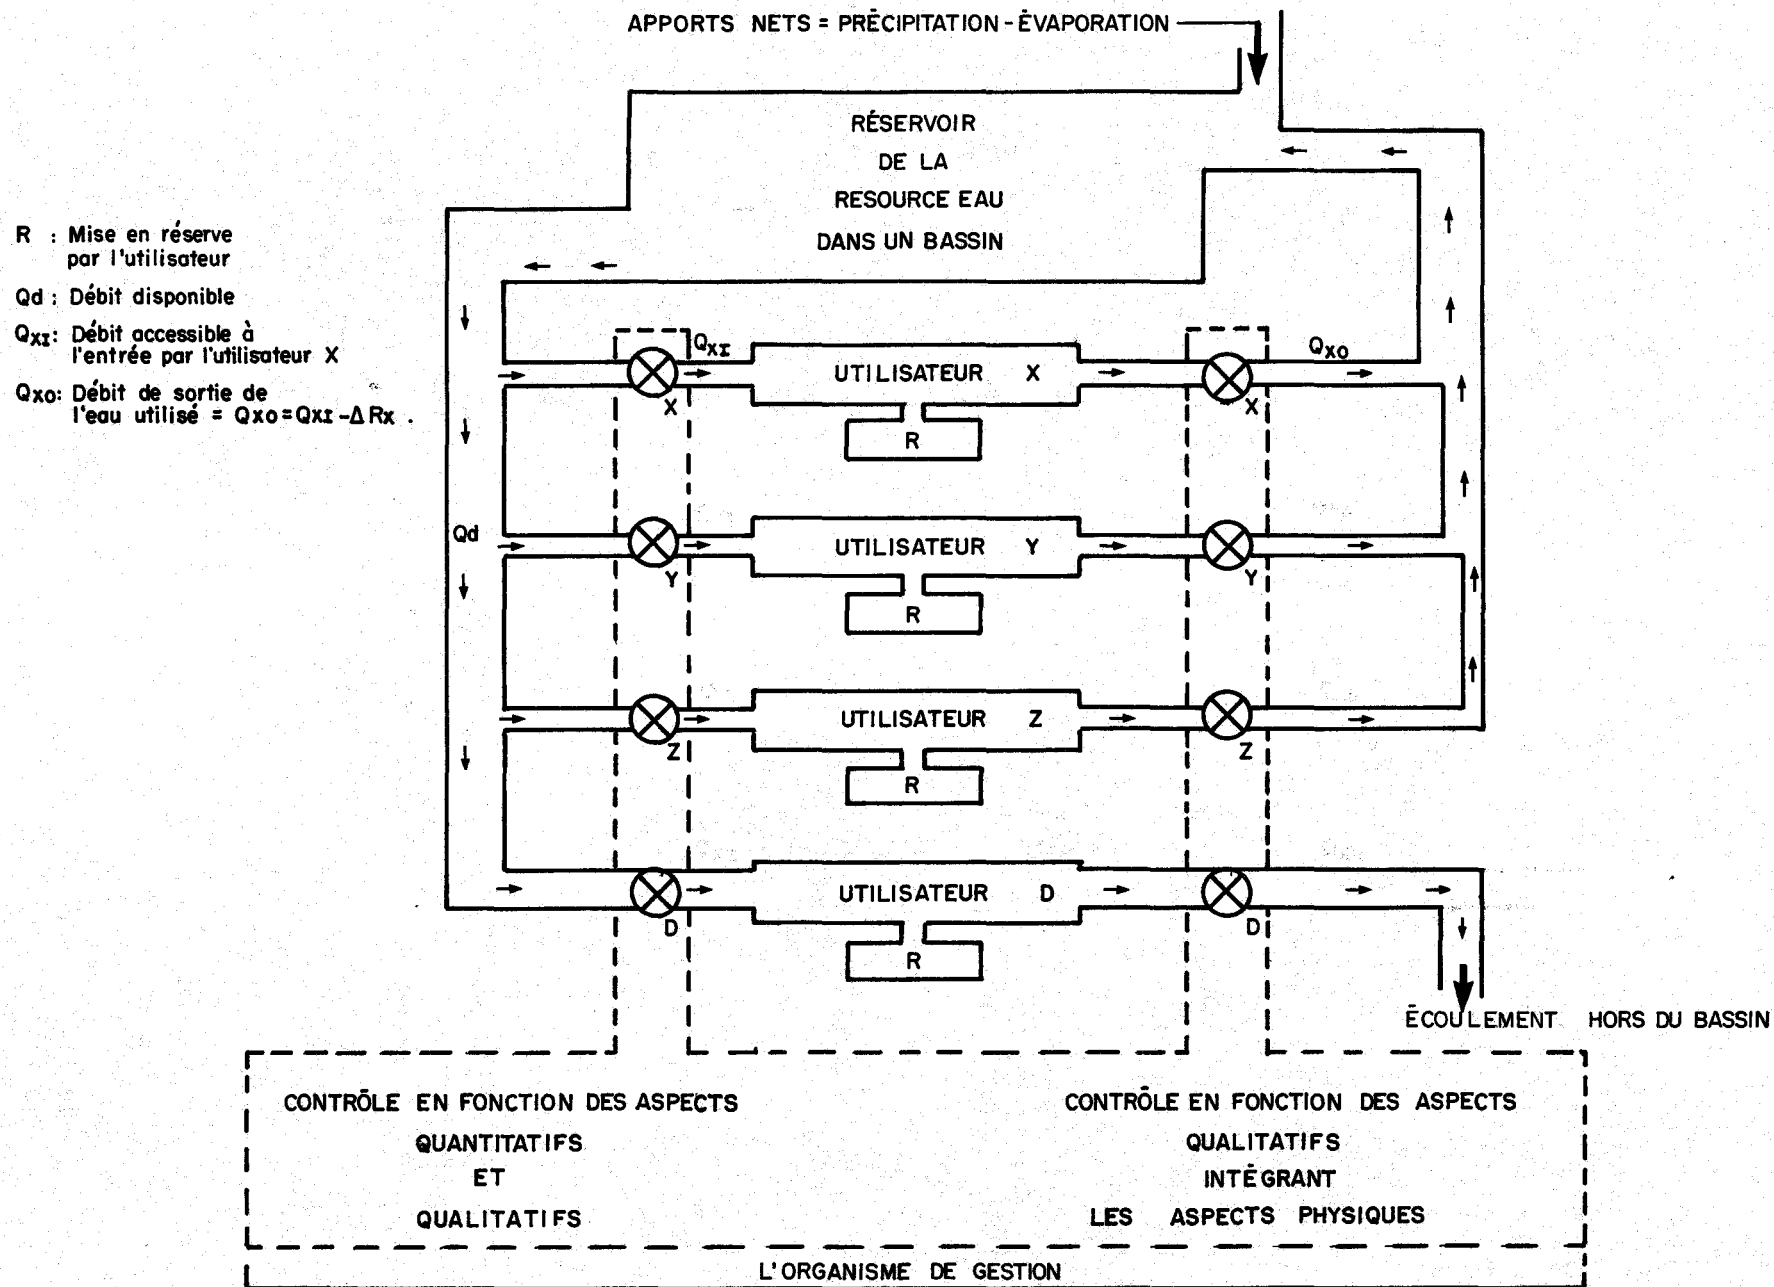 APPORTS NETS = PRÉCIPITATION - ÉVAPORATION
RÉSERVOIR
DE LA
RESOURCE EAU
DANS UN BASSIN
R : Mise en réserve
par l'utilisateur
Qd : Débit disponible
QXI: Débit accessible à
l'entrée par l'utilisateur X
QXO: Débit de sortie de
l'eau utilisé = QXO=QXI-ΔRx .
QXI
UTILISATEUR X
QXO
X
X
R
Qd
UTILISATEUR Y
Y
Y
R
UTILISATEUR Z
Z
Z
R
UTILISATEUR D
D
D
R
ÉCOULEMENT HORS DU BASSIN
CONTRÔLE EN FONCTION DES ASPECTS
QUANTITATIFS
ET
QUALITATIFS
CONTRÔLE EN FONCTION DES ASPECTS
QUALITATIFS
INTÉGRANT
LES ASPECTS PHYSIQUES
L'ORGANISME DE GESTION